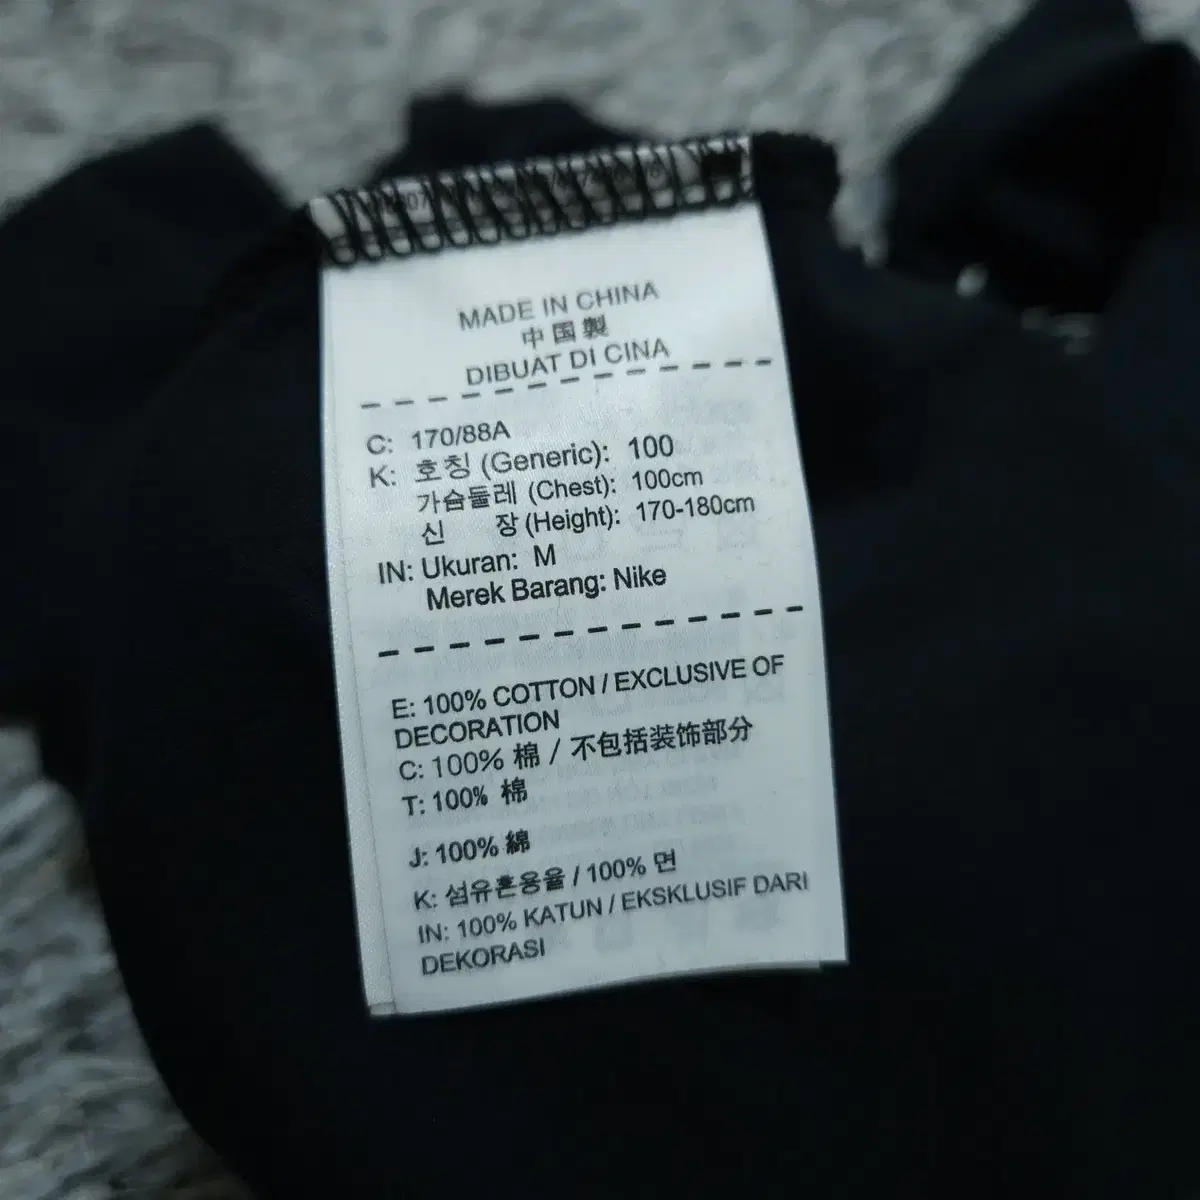 MADE IN CHINA
中国製
DIBUAT DI CINA
C: 170/88A
K: 호칭 (Generic): 100
가슴둘레 (Chest): 100cm
신 장 (Height): 170-180cm
IN: Ukuran: M
Merek Barang: Nike
E: 100% COTTON / EXCLUSIVE OF
DECORATION
C: 100% 棉 / 不包括装饰部分
T: 100% 棉
J: 100% 綿
K: 섬유혼용율 / 100% 면
IN: 100% KATUN / EKSKLUSIF DARI
DEKORASI